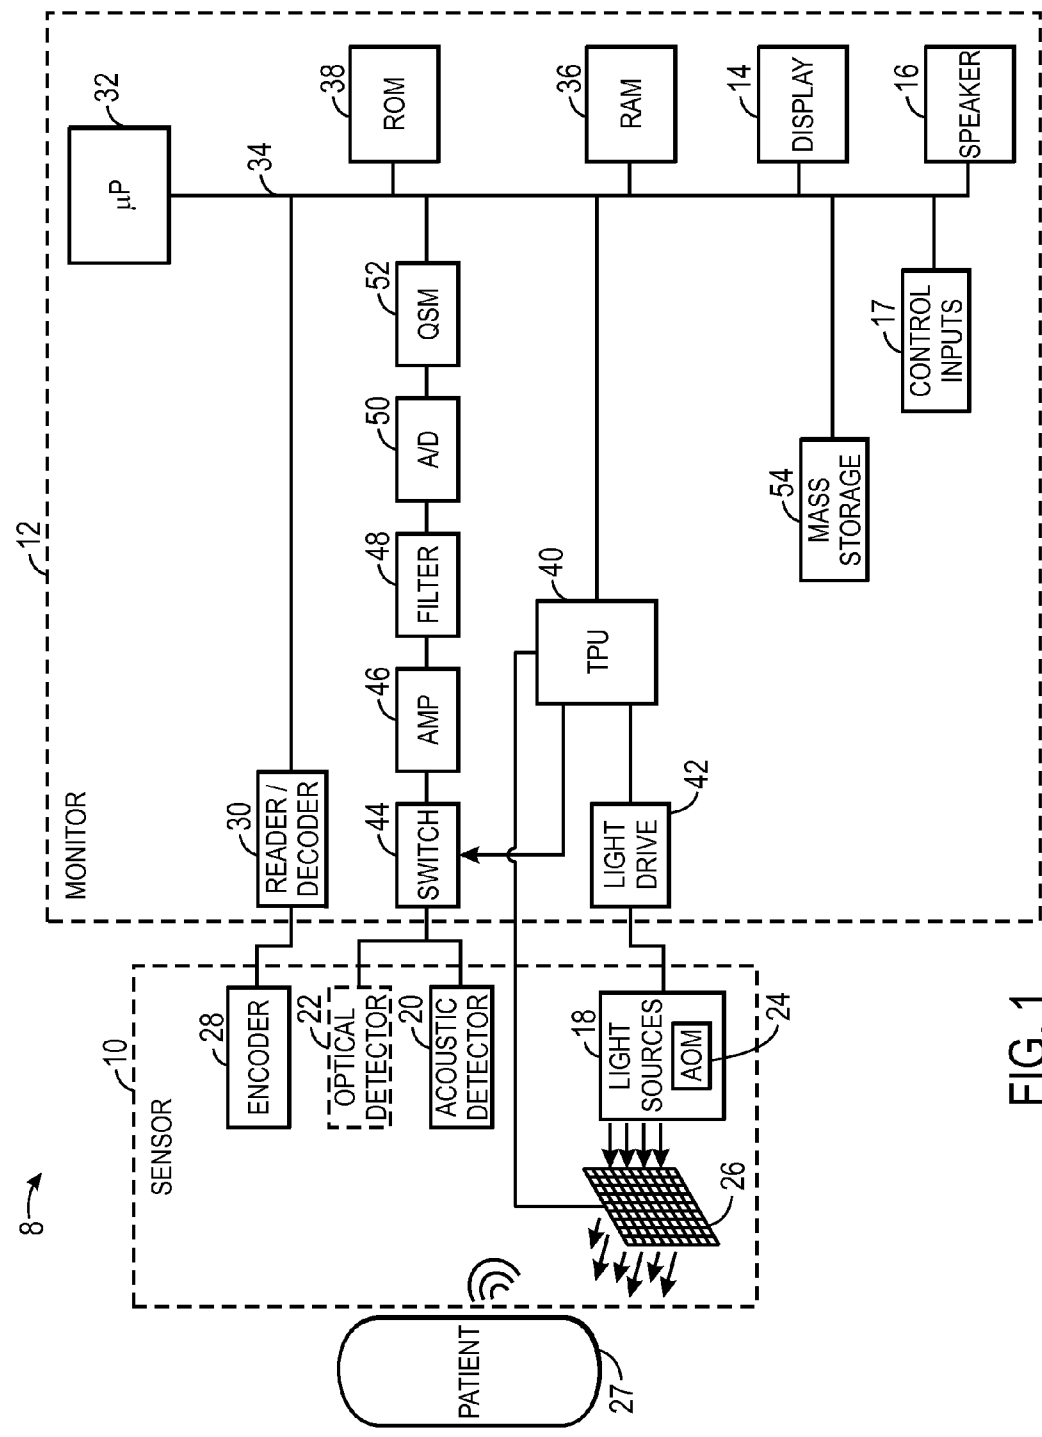 8
SENSOR
10
PATIENT
27
28
ENCODER
22
OPTICAL
DETECTOR
20
ACOUSTIC
DETECTOR
18
LIGHT
SOURCES
AOM
24
26
MONITOR
12
30
READER /
DECODER
44
SWITCH
46
AMP
48
FILTER
50
A/D
52
QSM
42
LIGHT
DRIVE
40
TPU
32
µP
34
38
ROM
36
RAM
14
DISPLAY
16
SPEAKER
54
MASS
STORAGE
17
CONTROL
INPUTS
FIG. 1